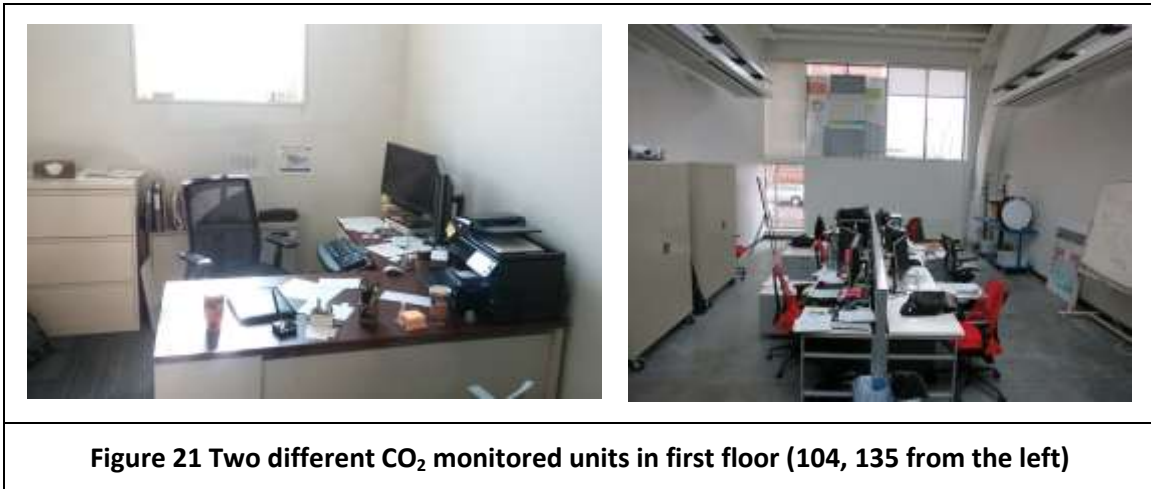 Figure 21 Two different CO₂ monitored units in first floor (104, 135 from the left)